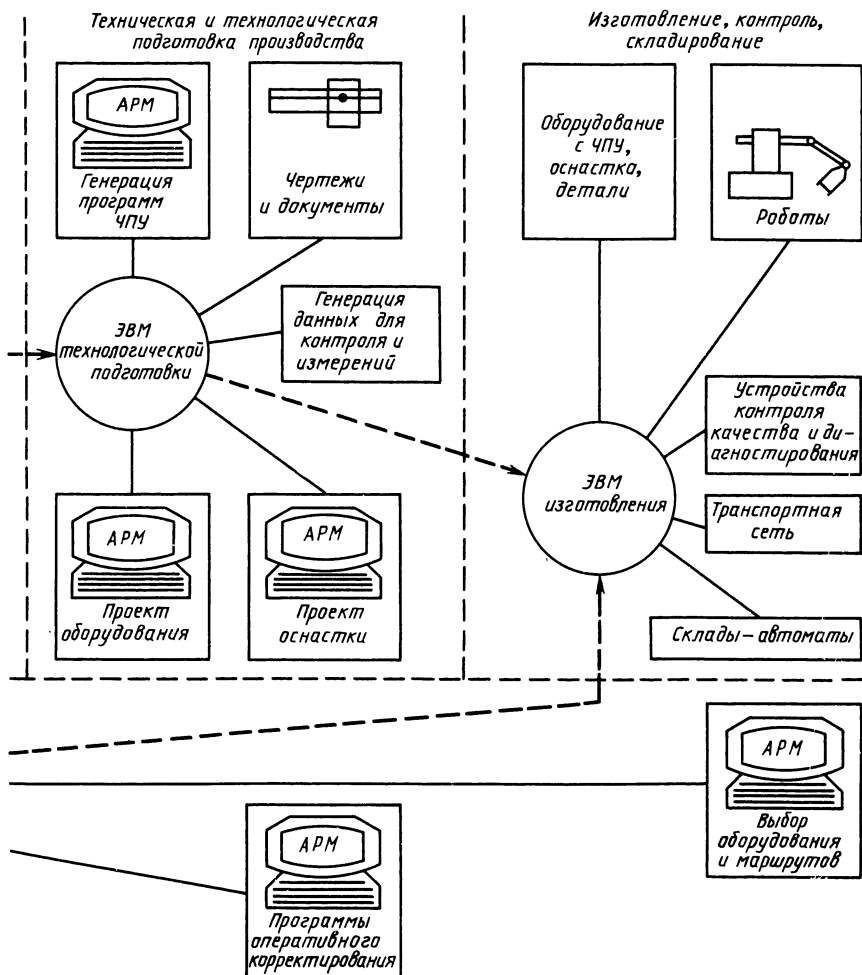 Техническая и технологическая
подготовка производства
Изготовление, контроль,
складирование
АРМ
Генерация
программ
ЧПУ
Чертежи
и документы
Оборудование
с ЧПУ,
оснастка,
детали
Роботы
ЭВМ
технологической
подготовки
Генерация
данных для
контроля и
измерений
Устройства
контроля
качества и ди-
агностирования
ЭВМ
изготовления
Транспортная
сеть
Склады-автоматы
АРМ
Проект
оборудования
АРМ
Проект
оснастки
АРМ
Выбор
оборудования
и маршрутов
АРМ
Программы
оперативного
корректирования